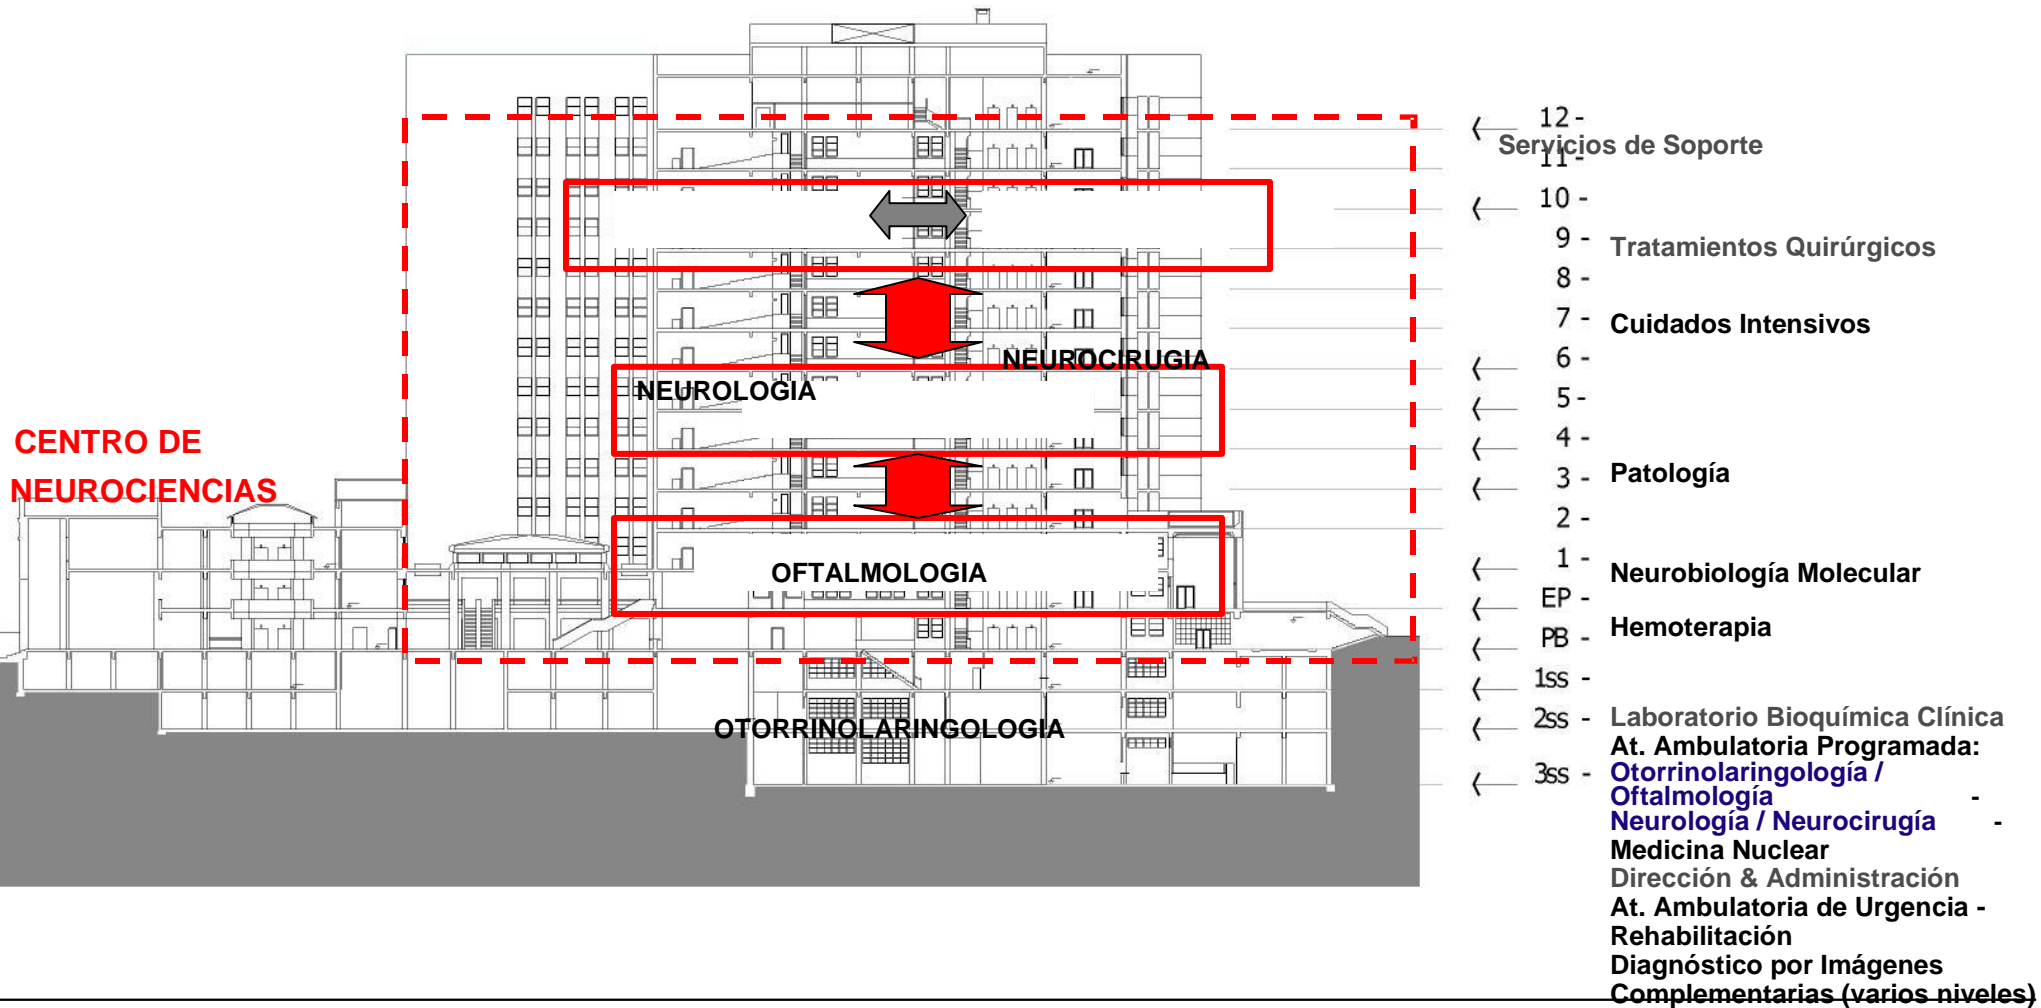 12 -
Servicios de Soporte
11 -
10 -
9 - Tratamientos Quirúrgicos
8 -
7 - Cuidados Intensivos
6 -
NEUROCIRUGIA
NEUROLOGIA
5 -
4 -
CENTRO DE
NEUROCIENCIAS
3 - Patología
2 -
1 -
OFTALMOLOGIA
Neurobiología Molecular
EP -
Hemoterapia
PB -
1ss -
2ss - Laboratorio Bioquímica Clínica
OTORRINOLARINGOLOGIA
At. Ambulatoria Programada:
3ss - Otorrinolaringología /
Oftalmología -
Neurología / Neurocirugía -
Medicina Nuclear
Dirección & Administración
At. Ambulatoria de Urgencia -
Rehabilitación
Diagnóstico por Imágenes
Complementarias (varios niveles)